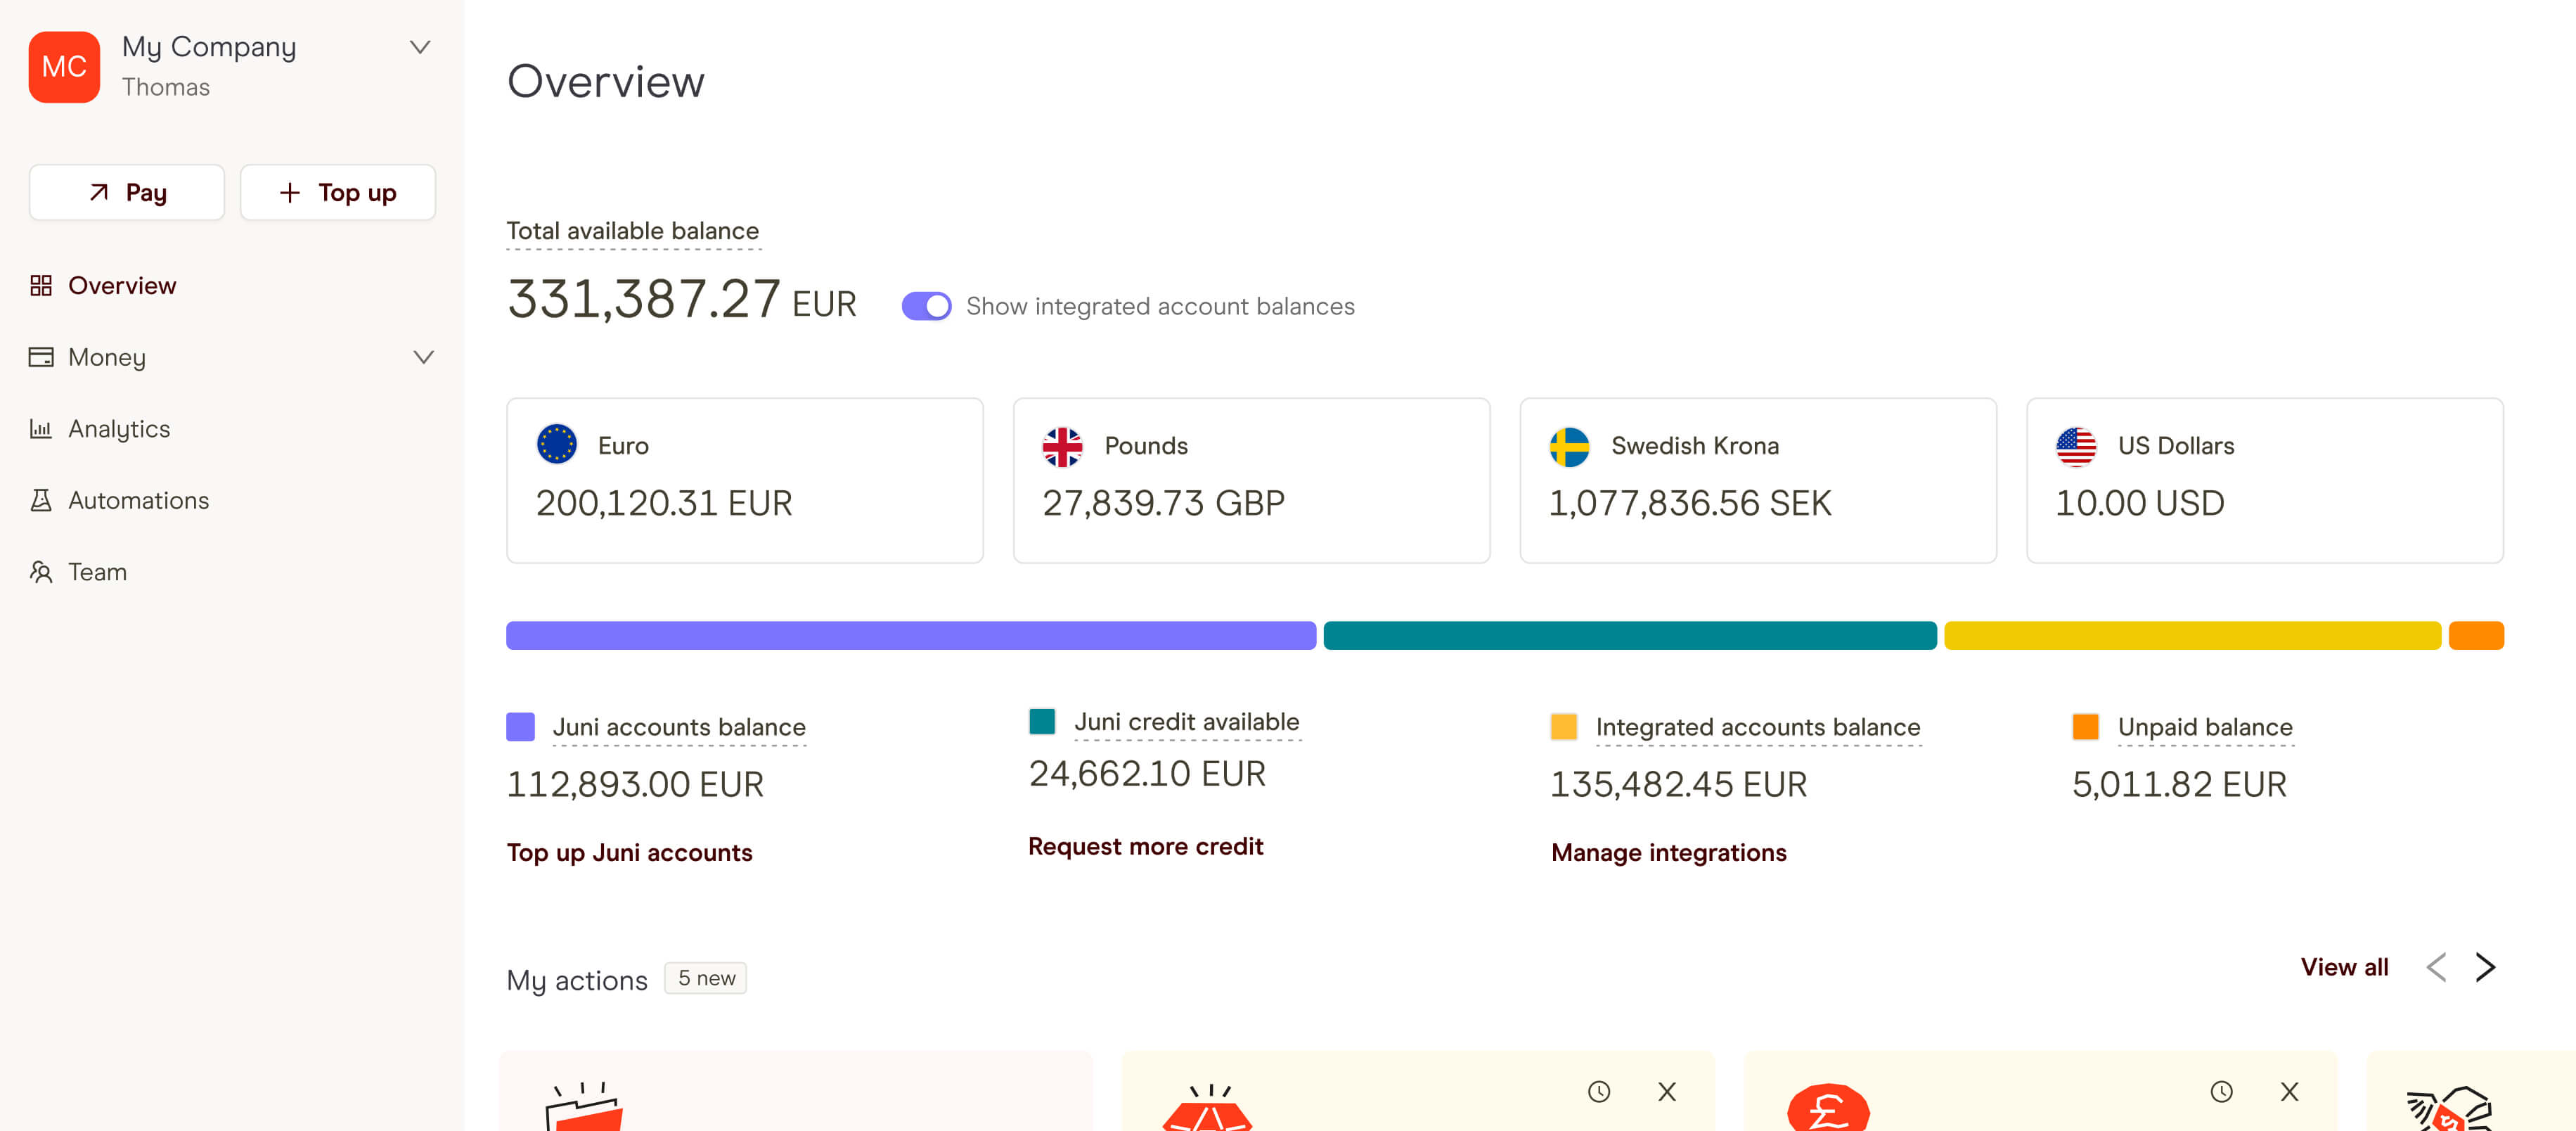 MC
My Company
Thomas
Pay
Top up
Overview
Money
Analytics
Automations
Team
Overview
Total available balance
331,387.27 EUR
Show integrated account balances
Euro
200,120.31 EUR
Pounds
27,839.73 GBP
Swedish Krona
1,077,836.56 SEK
US Dollars
10.00 USD
Juni accounts balance
112,893.00 EUR
Top up Juni accounts
Juni credit available
24,662.10 EUR
Request more credit
Integrated accounts balance
135,482.45 EUR
Manage integrations
Unpaid balance
5,011.82 EUR
My actions
5 new
View all
£